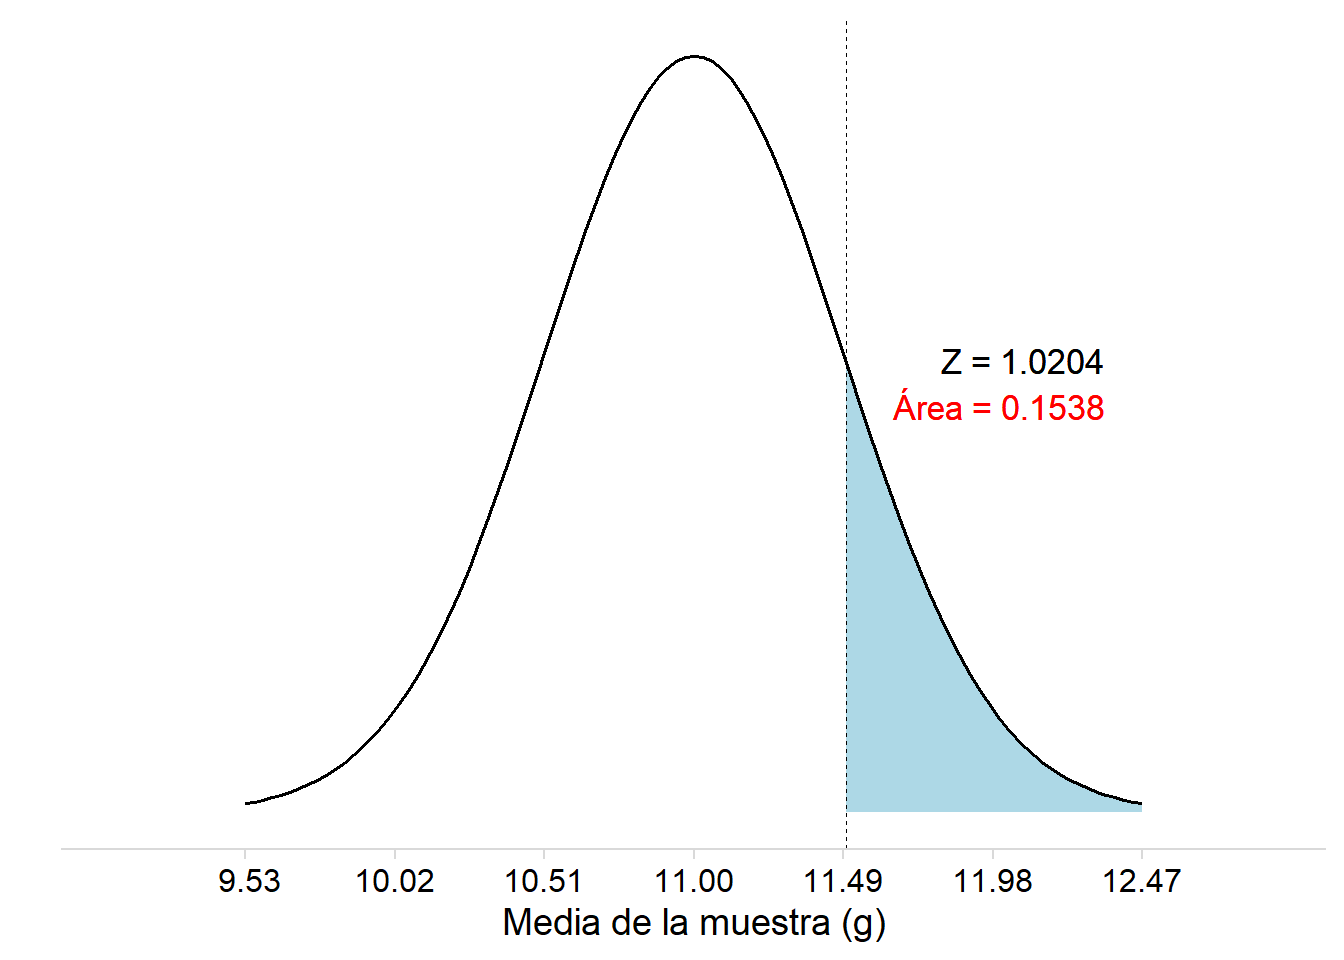 Z = 1.0204
Área = 0.1538
9.53 10.02 10.51 11.00 11.49 11.98 12.47
Media de la muestra (g)